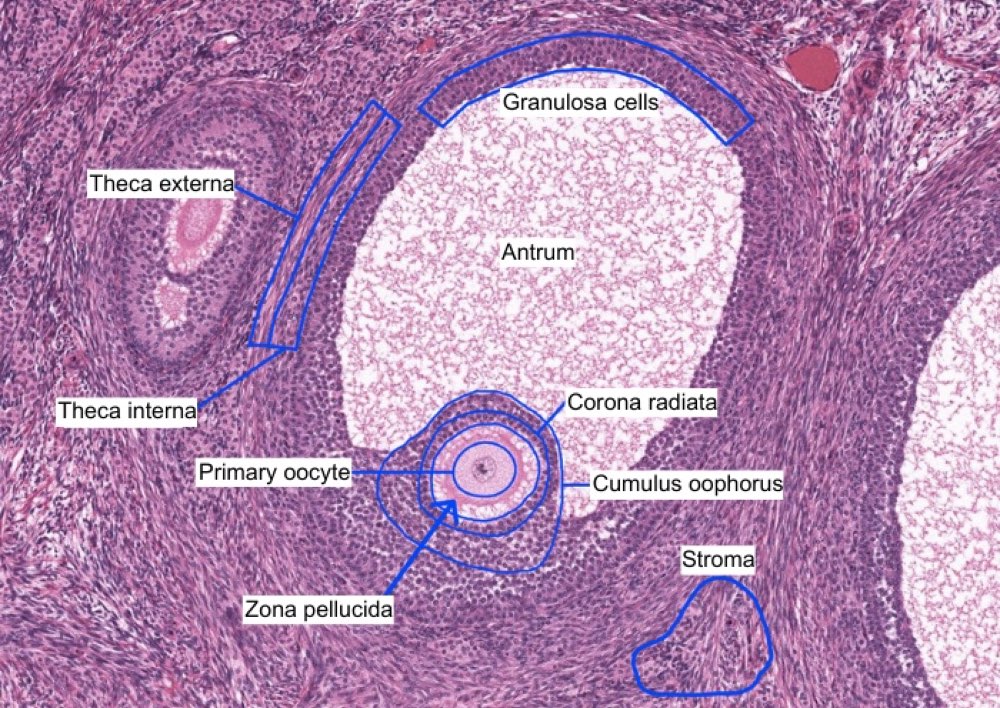 Granulosa cells
Theca externa
Antrum
Corona radiata
Theca interna
Primary oocyte
Cumulus oophorus
Stroma
Zona pellucida